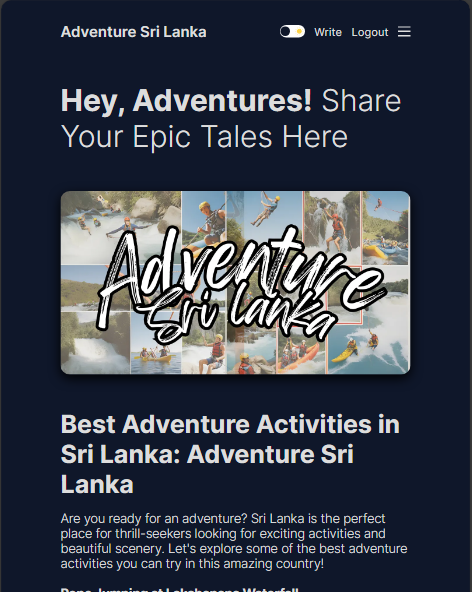 Adventure Sri Lanka
Write Logout
Hey, Adventures! Share
Your Epic Tales Here
Adventure
Sri lanka
Best Adventure Activities in
Sri Lanka: Adventure Sri
Lanka
Are you ready for an adventure? Sri Lanka is the perfect
place for thrill-seekers looking for exciting activities and
beautiful scenery. Let's explore some of the best adventure
activities you can try in this amazing country!